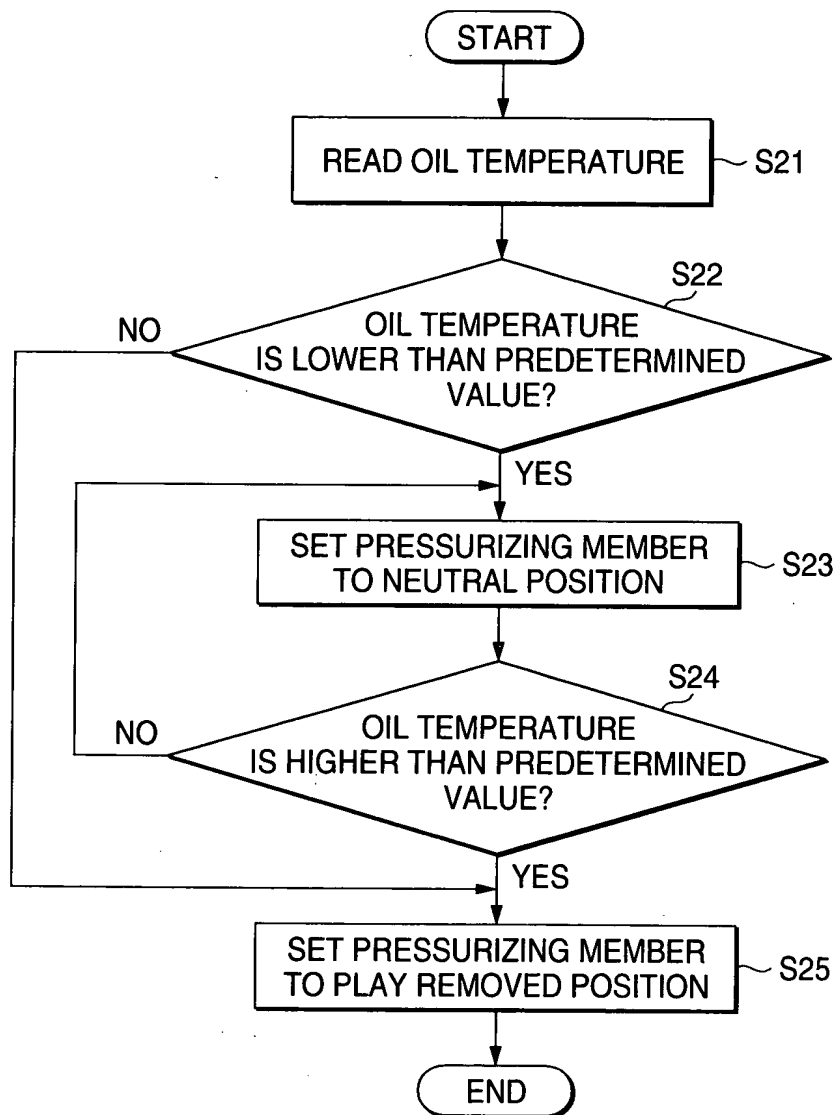 START
READ OIL TEMPERATURE
S21
S22
OIL TEMPERATURE
IS LOWER THAN PREDETERMINED
VALUE?
NO
YES
SET PRESSURIZING MEMBER
TO NEUTRAL POSITION
S23
S24
OIL TEMPERATURE
IS HIGHER THAN PREDETERMINED
VALUE?
NO
YES
SET PRESSURIZING MEMBER
TO PLAY REMOVED POSITION
S25
END